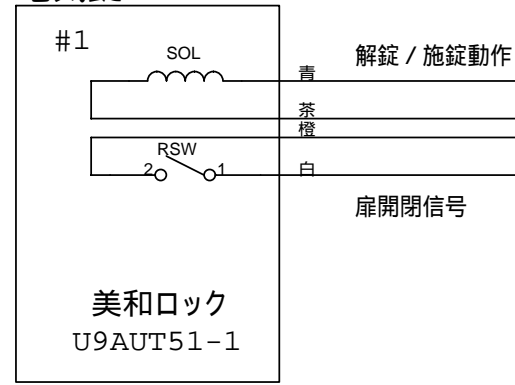 #1
SOL
解錠 / 施錠動作
青
茶
橙
RSW
2
1
白
扉開閉信号
美和ロック
U9AUT51-1